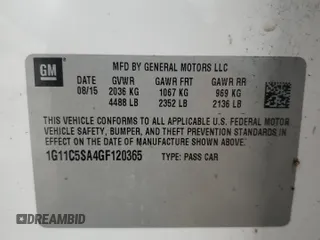 GM
MFD BY GENERAL MOTORS LLC
DATE GVWR GAWR FRT GAWR RR
08/15 2036 KG 1067 KG 969 KG
4488 LB 2352 LB 2136 LB
THIS VEHICLE CONFORMS TO ALL APPLICABLE U.S. FEDERAL MOTOR
VEHICLE SAFETY, BUMPER, AND THEFT PREVENTION STANDARDS
IN EFFECT ON THE DATE OF MANUFACTURE SHOWN ABOVE.
1G11C5SA4GF120365 TYPE: PASS CAR
DREAMBID